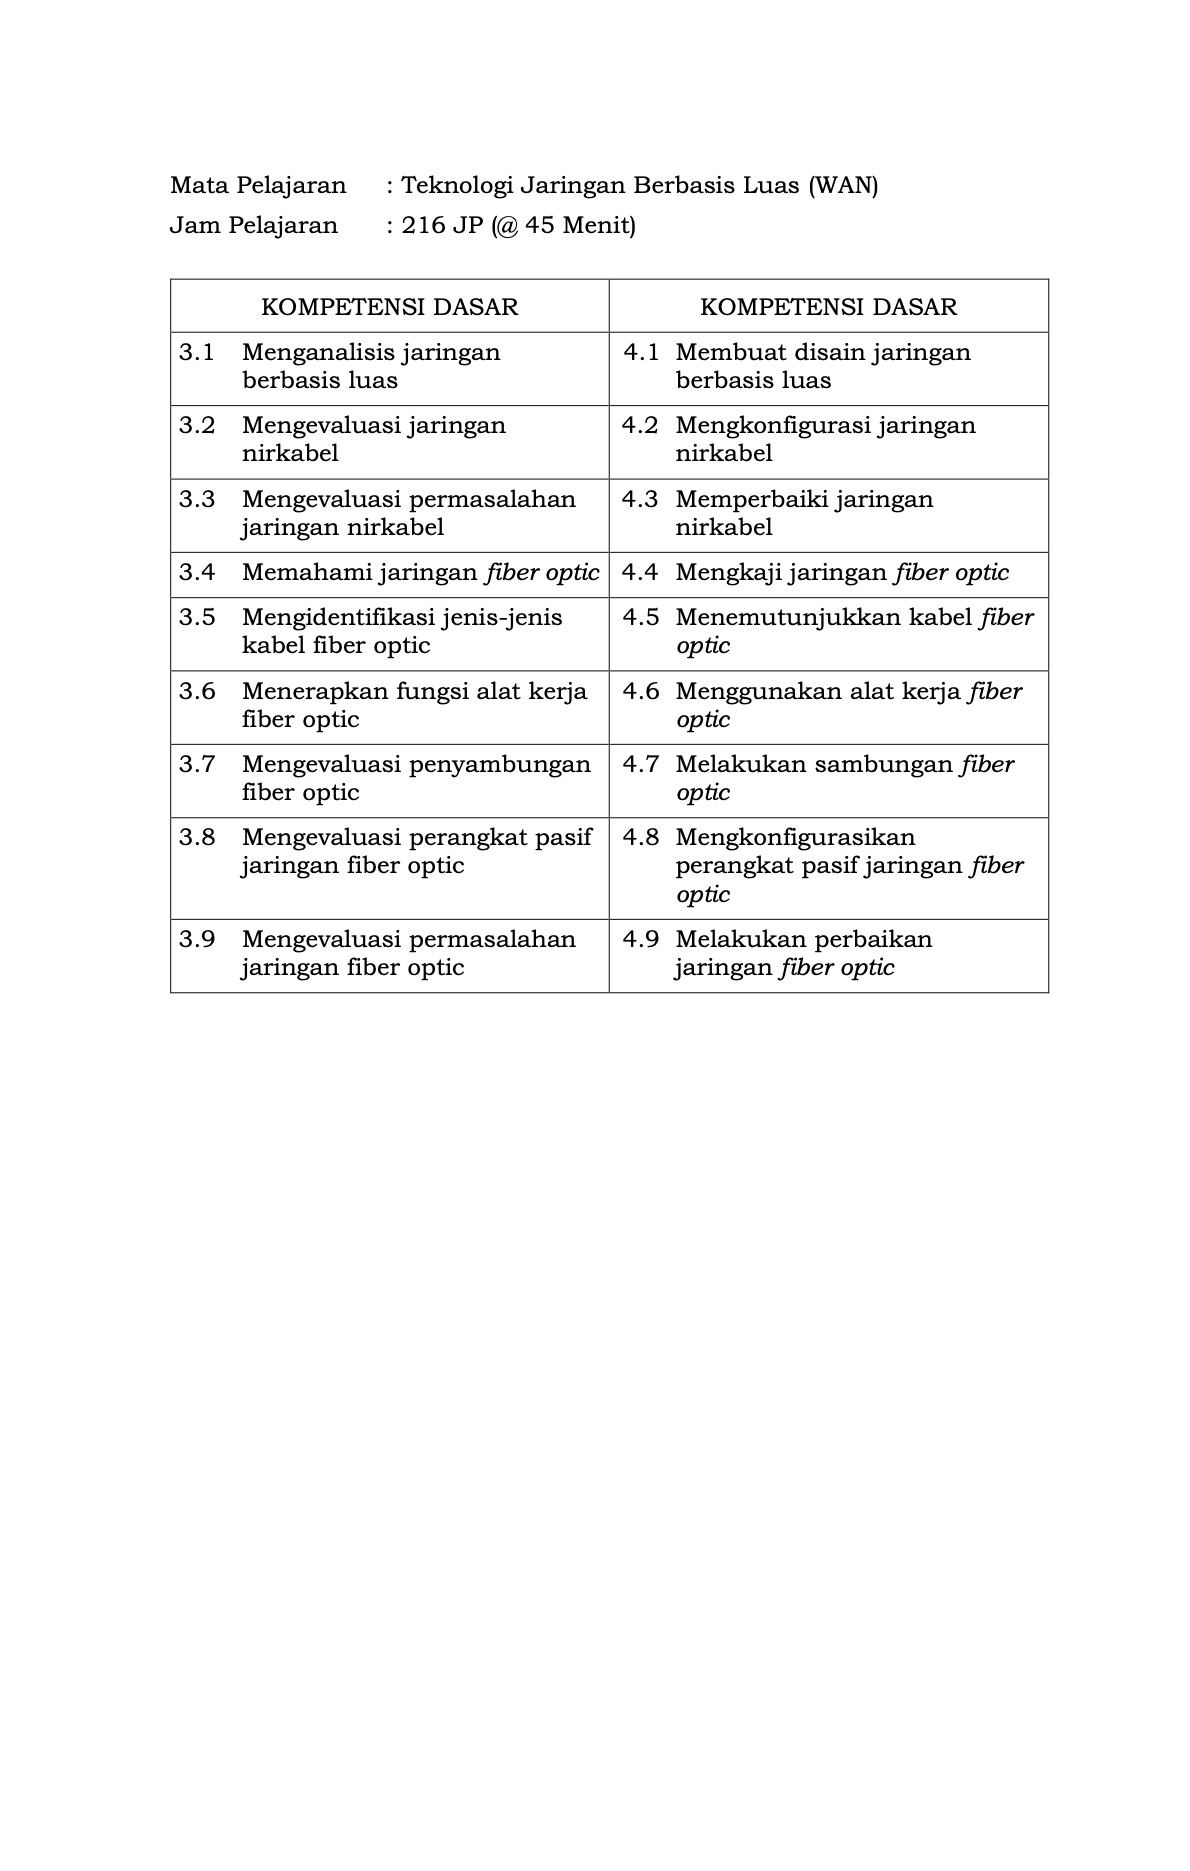 Mata Pelajaran : Teknologi Jaringan Berbasis Luas (WAN)
Jam Pelajaran : 216 JP (@ 45 Menit)
KOMPETENSI DASAR KOMPETENSI DASAR
3.1 Menganalisis jaringan
berbasis luas
4.1 Membuat disain jaringan
berbasis luas
3.2 Mengevaluasi jaringan
nirkabel
4.2 Mengkonfigurasi jaringan
nirkabel
3.3 Mengevaluasi permasalahan
jaringan nirkabel
4.3 Memperbaiki jaringan
nirkabel
3.4 Memahami jaringan fiber optic
4.4 Mengkaji jaringan fiber optic
3.5 Mengidentifikasi jenis-jenis
kabel fiber optic
4.5 Menemutunjukkan kabel fiber
optic
3.6 Menerapkan fungsi alat kerja
fiber optic
4.6 Menggunakan alat kerja fiber
optic
3.7 Mengevaluasi penyambungan
fiber optic
4.7 Melakukan sambungan fiber
optic
3.8 Mengevaluasi perangkat pasif
jaringan fiber optic
4.8 Mengkonfigurasikan
perangkat pasif jaringan fiber
optic
3.9 Mengevaluasi permasalahan
jaringan fiber optic
4.9 Melakukan perbaikan
jaringan fiber optic